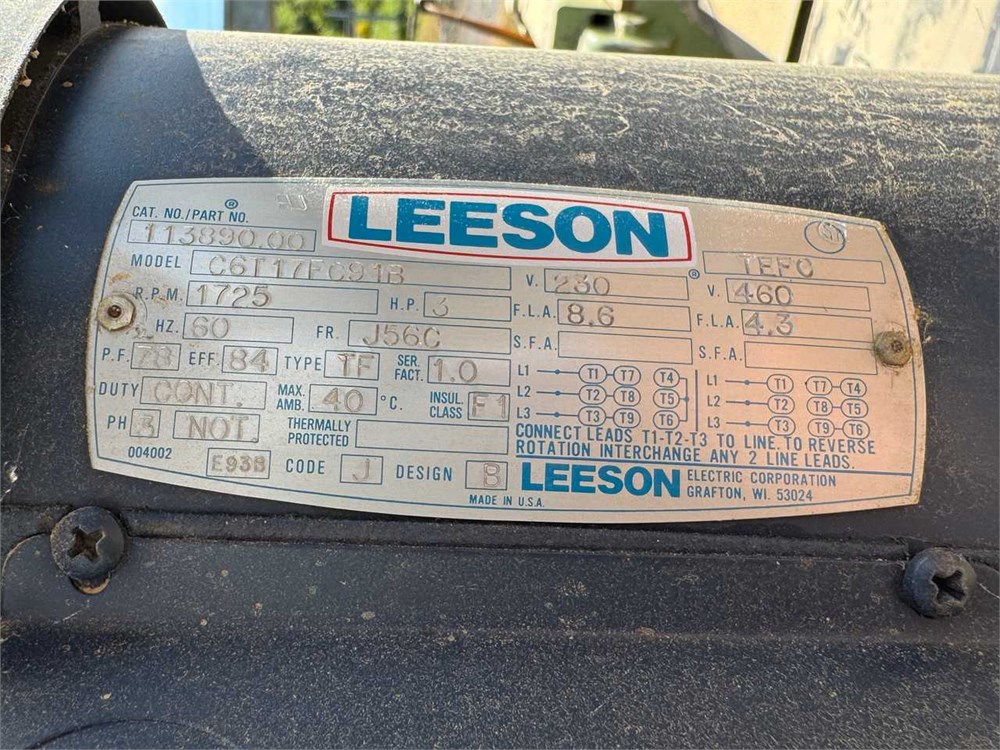 ®
CAT. NO./PART NO. LEESON
113890.00 ®
MODEL C6T17FC91B V. 230 TEFC
R.P.M. 1725 H.P. 3 F.L.A. 8.6 V. 460
HZ. 60 FR. J56C S.F.A. F.L.A. 4.3
P.F. 78 EFF. 84 TYPE TF SER. FACT. 1.0 S.F.A.
DUTY CONT. MAX. AMB. 40 °C. INSUL. CLASS F1
PH 3 NOT THERMALLY PROTECTED
004002 E93B CODE J DESIGN B
MADE IN U.S.A.
L1 T1 T7 T4
L2 T2 T8 T5
L3 T3 T9 T6
L1 T1 T7 T4
L2 T2 T8 T5
L3 T3 T9 T6
CONNECT LEADS T1-T2-T3 TO LINE. TO REVERSE
ROTATION INTERCHANGE ANY 2 LINE LEADS.
LEESON ELECTRIC CORPORATION
GRAFTON, WI. 53024